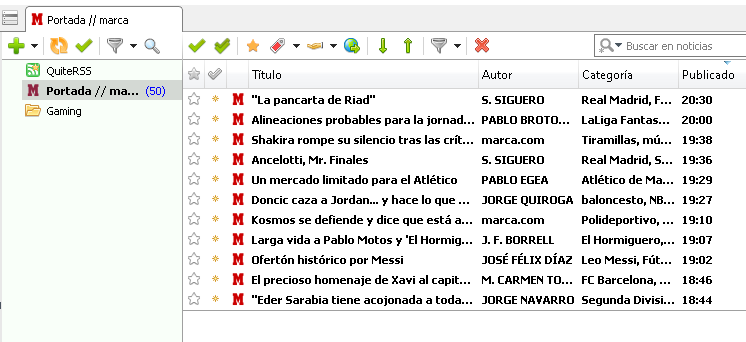 Portada // marca
Buscar en noticias
QuiteRSS
Portada // ma... (50)
Gaming
Título Autor Categoría Publicado
"La pancarta de Riad" S. SIGUERO Real Madrid, F... 20:30
Alineaciones probables para la jornad... PABLO BROTO... LaLiga Fantas... 20:00
Shakira rompe su silencio tras las crít... marca.com Tiramillas, mú... 19:38
Ancelotti, Mr. Finales S. SIGUERO Real Madrid, S... 19:36
Un mercado limitado para el Atlético PABLO EGEA Atlético de Ma... 19:29
Doncic caza a Jordan... y hace lo que ... JORGE QUIROGA baloncesto, NB... 19:27
Kosmos se defiende y dice que está a... marca.com Polideportivo, ... 19:10
Larga vida a Pablo Motos y 'El Hormig... J. F. BORRELL El Hormiguero,... 19:07
Ofertón histórico por Messi JOSÉ FÉLIX DÍAZ Leo Messi, Fút... 19:02
El precioso homenaje de Xavi al capit... M. CARMEN TO... FC Barcelona, ... 18:46
"Eder Sarabia tiene acojonada a toda... JORGE NAVARRO Segunda Divisi... 18:44